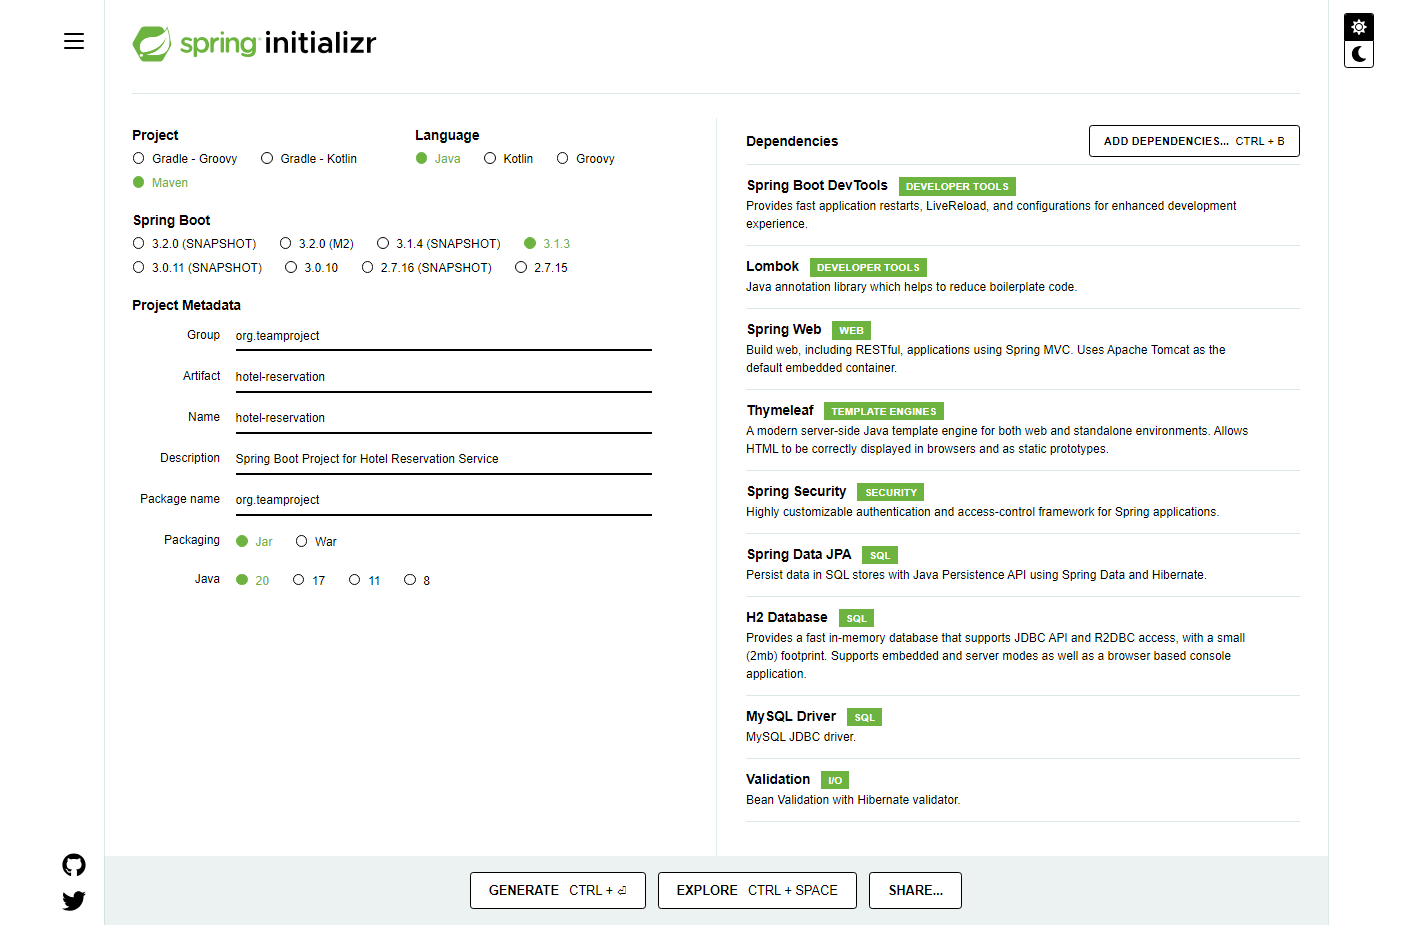 spring initializr
Project
Gradle - Groovy Gradle - Kotlin
Maven
Language
Java Kotlin Groovy
Spring Boot
3.2.0 (SNAPSHOT) 3.2.0 (M2) 3.1.4 (SNAPSHOT) 3.1.3
3.0.11 (SNAPSHOT) 3.0.10 2.7.16 (SNAPSHOT) 2.7.15
Project Metadata
Group org.teamproject
Artifact hotel-reservation
Name hotel-reservation
Description Spring Boot Project for Hotel Reservation Service
Package name org.teamproject
Packaging Jar War
Java 20 17 11 8
Dependencies ADD DEPENDENCIES... CTRL + B
Spring Boot DevTools DEVELOPER TOOLS
Provides fast application restarts, LiveReload, and configurations for enhanced development
experience.
Lombok DEVELOPER TOOLS
Java annotation library which helps to reduce boilerplate code.
Spring Web WEB
Build web, including RESTful, applications using Spring MVC. Uses Apache Tomcat as the
default embedded container.
Thymeleaf TEMPLATE ENGINES
A modern server-side Java template engine for both web and standalone environments. Allows
HTML to be correctly displayed in browsers and as static prototypes.
Spring Security SECURITY
Highly customizable authentication and access-control framework for Spring applications.
Spring Data JPA SQL
Persist data in SQL stores with Java Persistence API using Spring Data and Hibernate.
H2 Database SQL
Provides a fast in-memory database that supports JDBC API and R2DBC access, with a small
(2mb) footprint. Supports embedded and server modes as well as a browser based console
application.
MySQL Driver SQL
MySQL JDBC driver.
Validation I/O
Bean Validation with Hibernate validator.
GENERATE CTRL + ⏎ EXPLORE CTRL + SPACE SHARE...